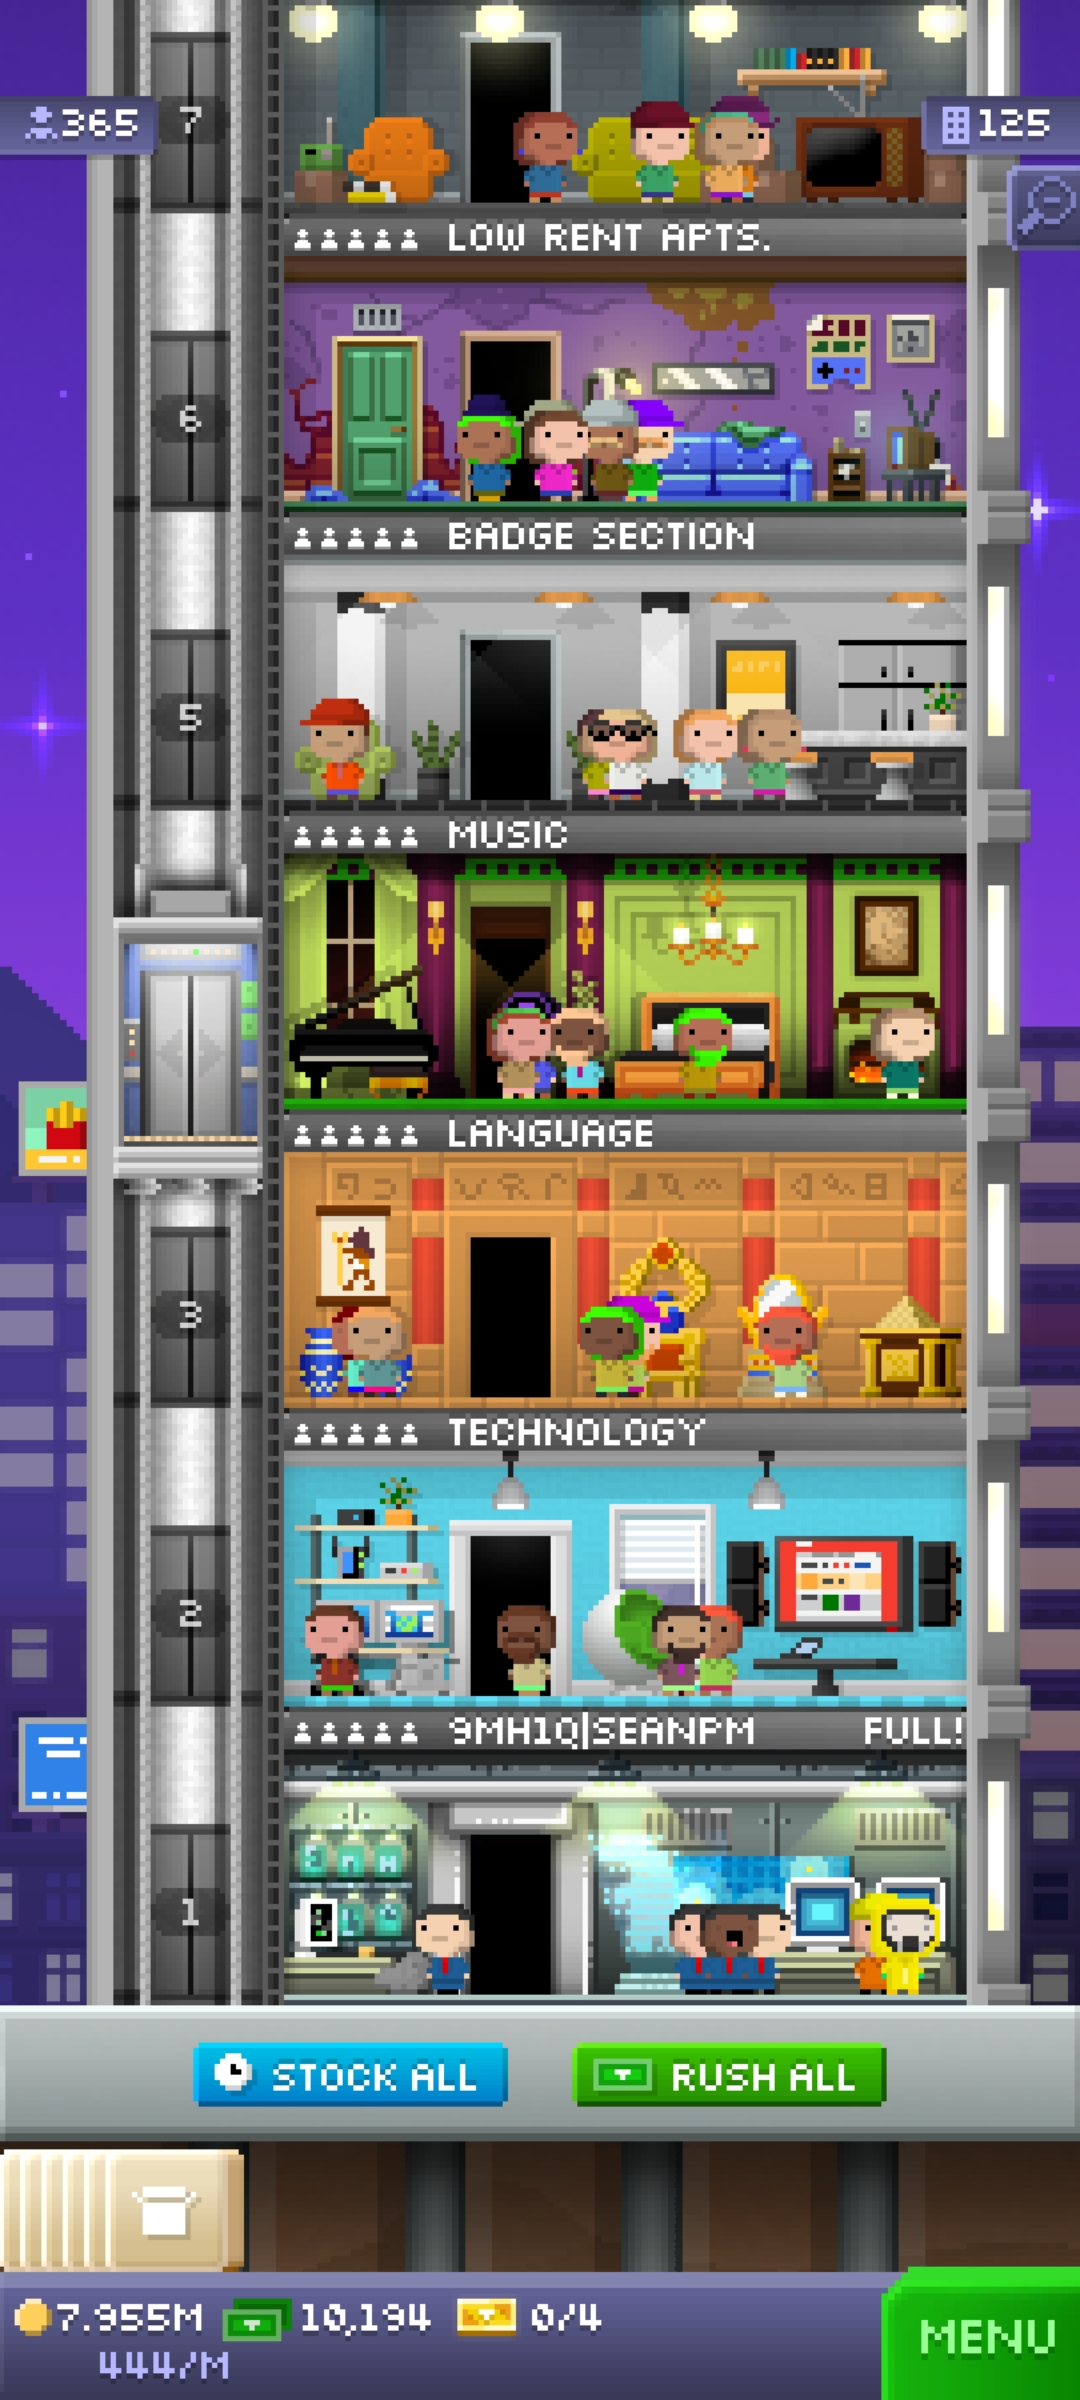 7
365
125
LOW RENT APTS.
6
BADGE SECTION
5
MUSIC
LANGUAGE
3
TECHNOLOGY
2
9MH1Q|SEANPM FULL!
1
STOCK ALL
RUSH ALL
7.955M 10,194 0/4
444/M
MENU